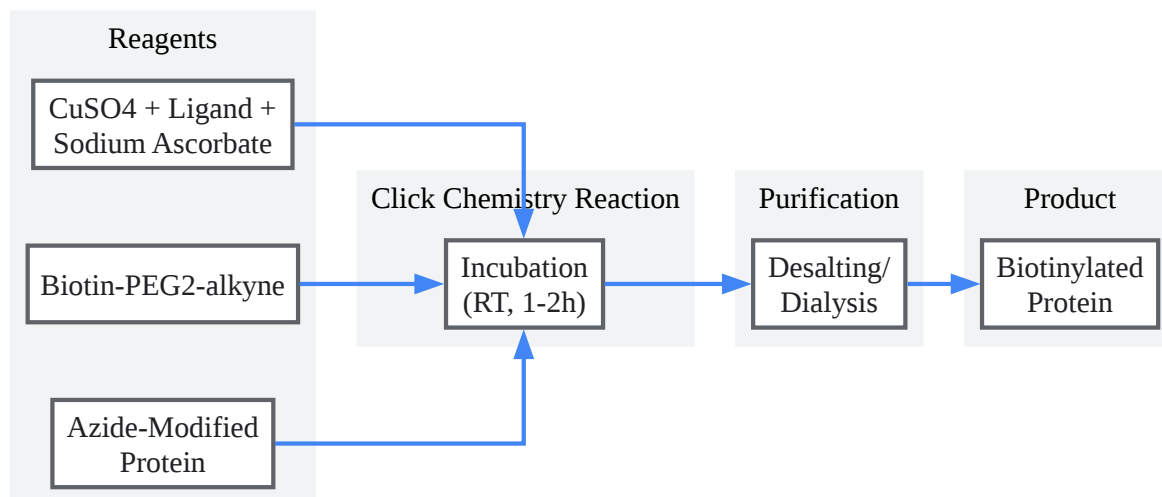 Reagents
CuSO4 + Ligand +
Sodium Ascorbate
Biotin-PEG2-alkyne
Azide-Modified
Protein
Click Chemistry Reaction
Incubation
(RT, 1-2h)
Purification
Desalting/
Dialysis
Product
Biotinylated
Protein